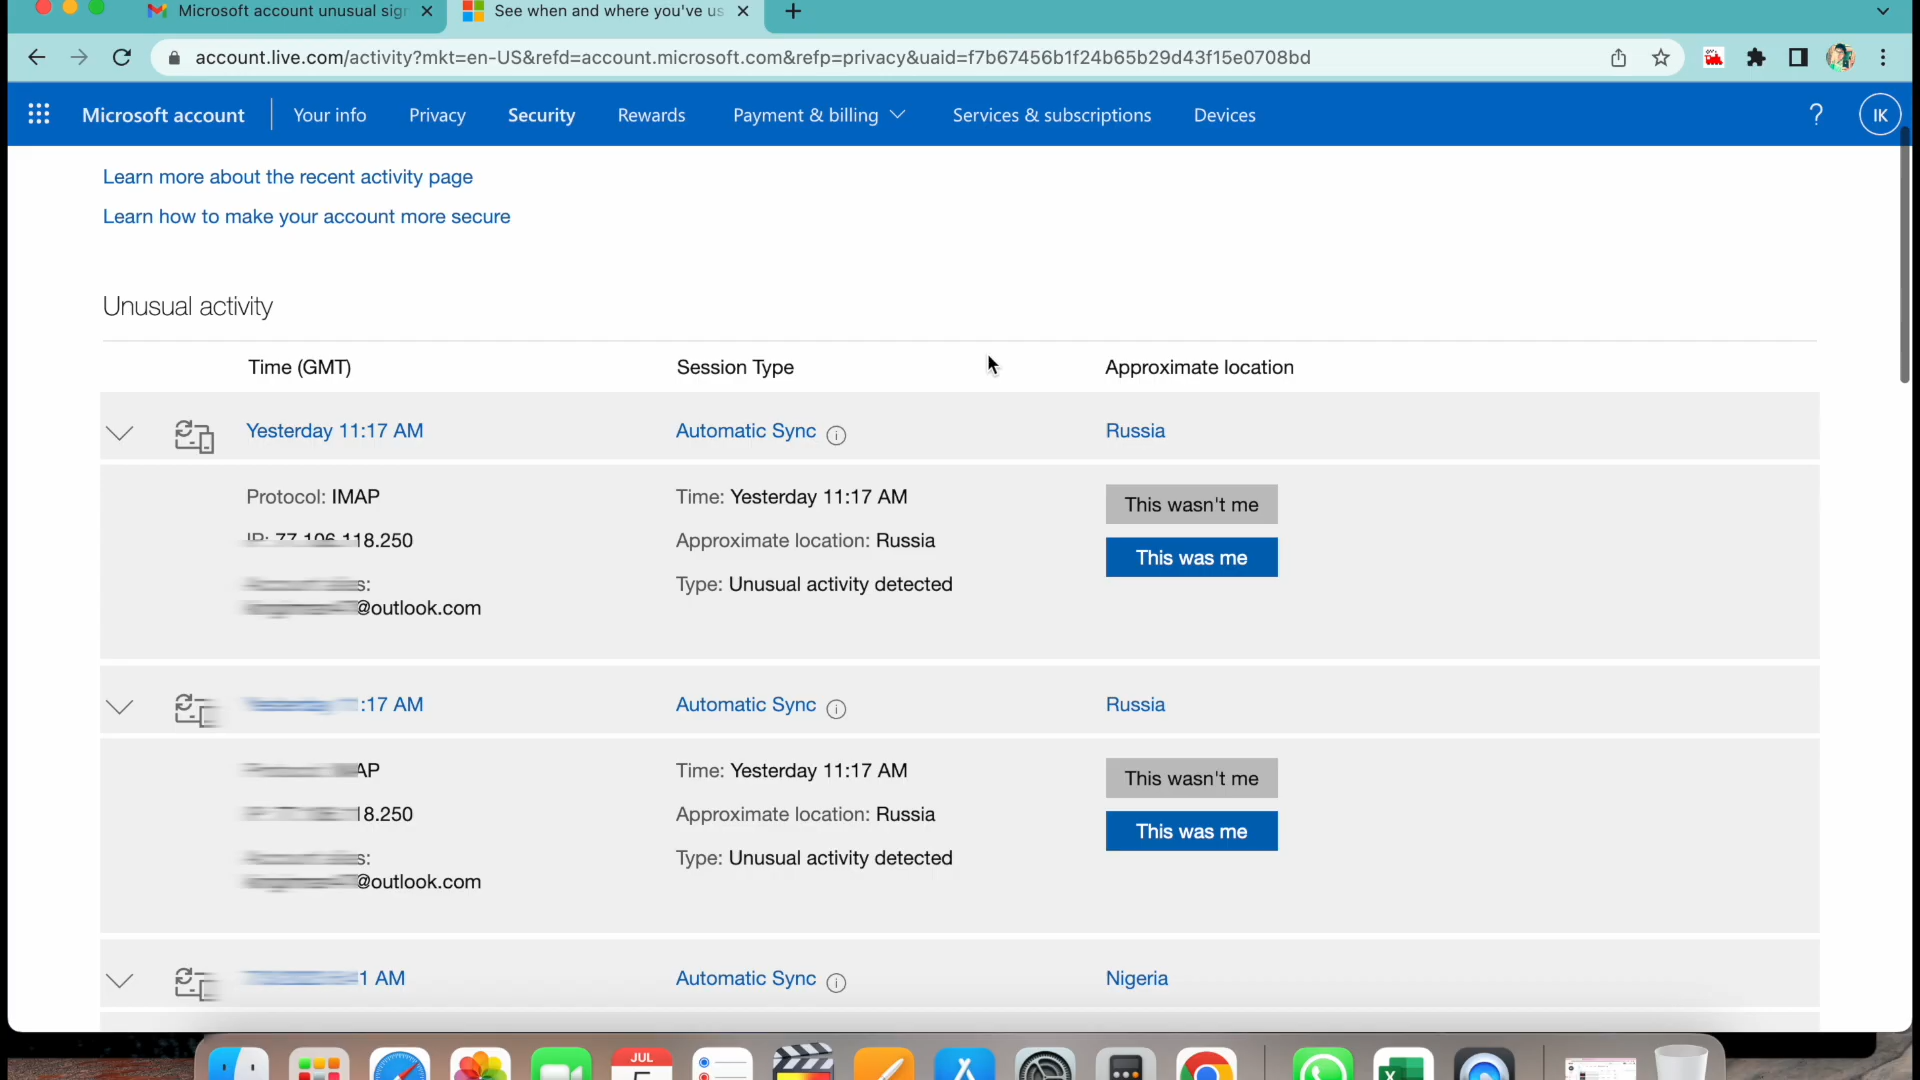 Microsoft account unusual sign
See when and where you've us
account.live.com/activity?mkt=en-US&refd=account.microsoft.com&refp=privacy&uaid=f7b67456b1f24b65b29d43f15e0708bd
Microsoft account
Your info
Privacy
Security
Rewards
Payment & billing
Services & subscriptions
Devices
?
IK
Learn more about the recent activity page
Learn how to make your account more secure
Unusual activity
Time (GMT)
Session Type
Approximate location
Yesterday 11:17 AM
Automatic Sync
Russia
Protocol: IMAP
Time: Yesterday 11:17 AM
This wasn't me
IP: 77.106.118.250
Approximate location: Russia
This was me
s:
Type: Unusual activity detected
@outlook.com
:17 AM
Automatic Sync
Russia
AP
Time: Yesterday 11:17 AM
This wasn't me
18.250
Approximate location: Russia
This was me
s:
Type: Unusual activity detected
@outlook.com
1 AM
Automatic Sync
Nigeria
JUL